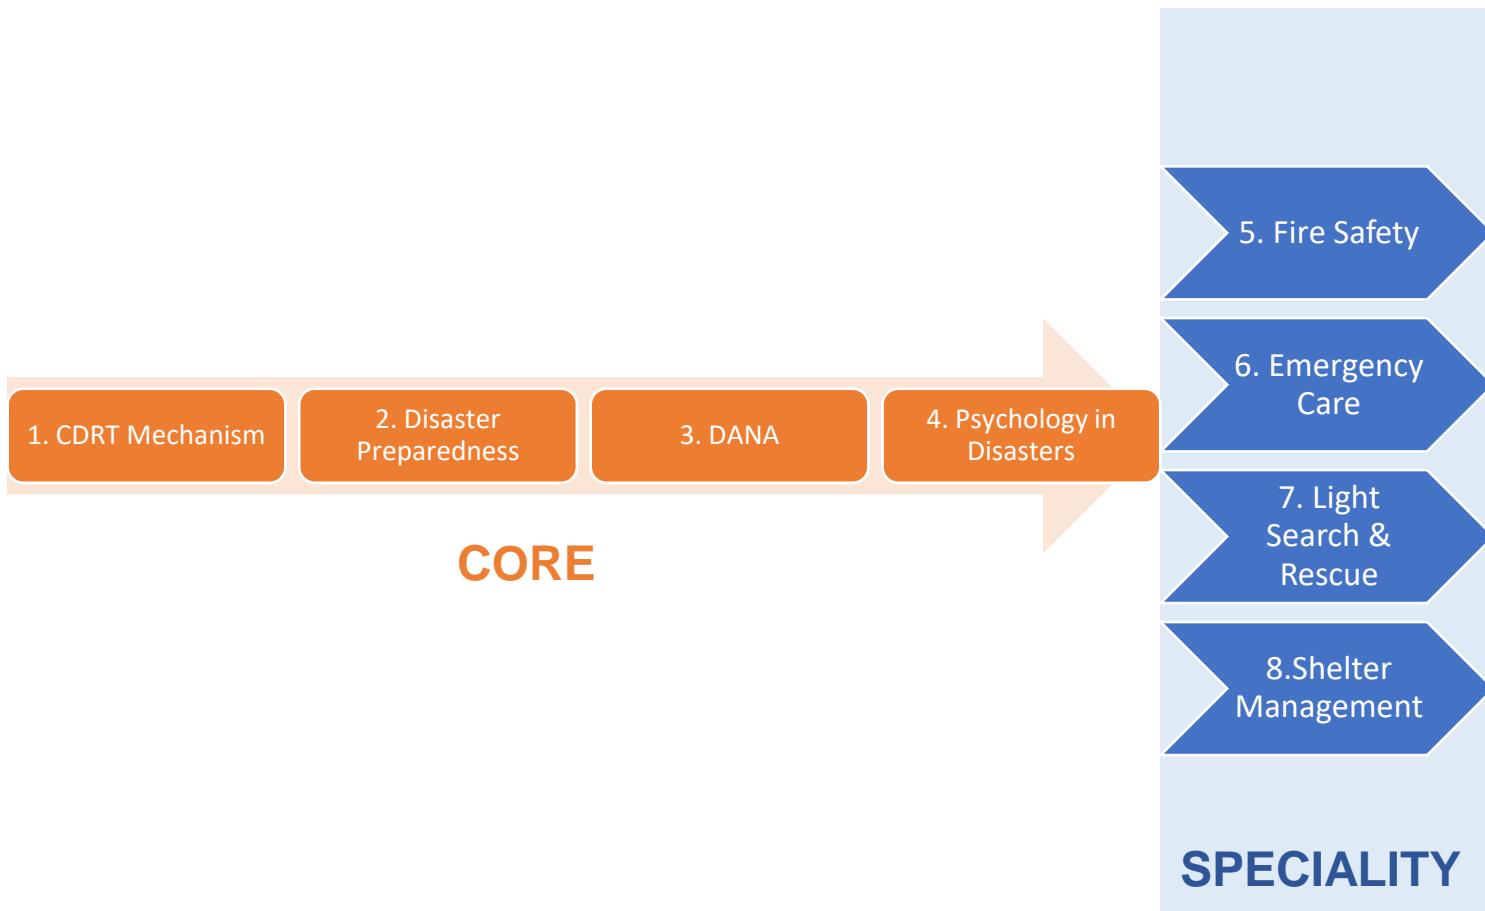 1. CDRT Mechanism
2. Disaster
Preparedness
3. DANA
4. Psychology in
Disasters
CORE
5. Fire Safety
6. Emergency
Care
7. Light
Search &
Rescue
8.Shelter
Management
SPECIALITY